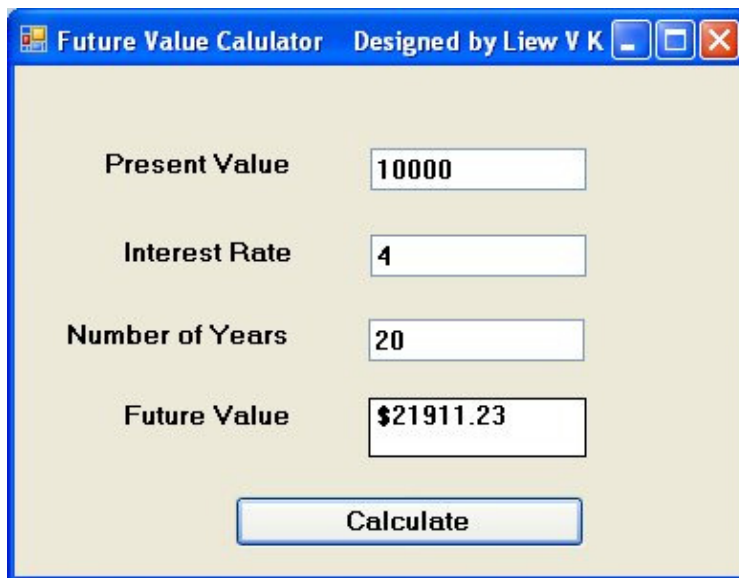 Future Value Calulator Designed by Liew V K
Present Value 10000
Interest Rate 4
Number of Years 20
Future Value $21911.23
Calculate